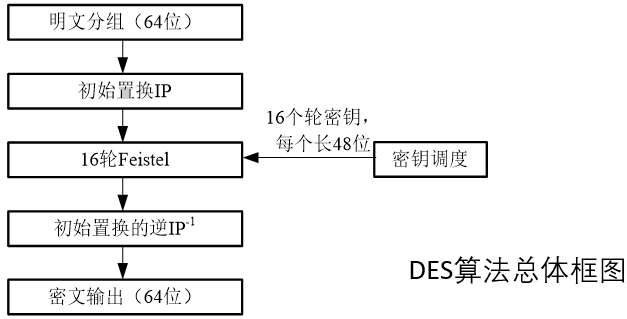 明文分组（64位）
初始置换IP
16个轮密钥，
每个长48位
16轮Feistel
密钥调度
初始置换的逆IP⁻¹
密文输出（64位）
DES算法总体框图